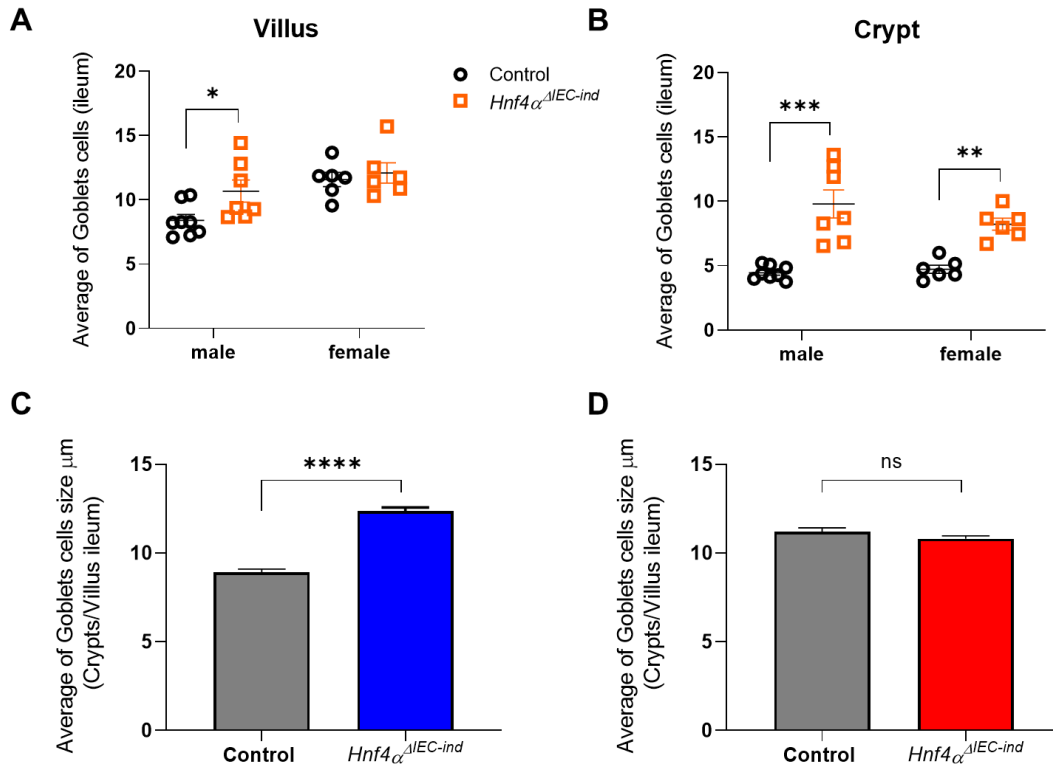 A
Villus
Average of Goblets cells (ileum)
20
15
10
5
0
*
male
female
Control
Hnf4α^ΔIEC-ind
B
Crypt
Average of Goblets cells (ileum)
20
15
10
5
0
***
**
male
female
C
Average of Goblets cells size μm
(Crypts/Villus ileum)
15
10
5
0
****
Control
Hnf4α^ΔIEC-ind
D
Average of Goblets cells size μm
(Crypts/Villus ileum)
15
10
5
0
ns
Control
Hnf4α^ΔIEC-ind